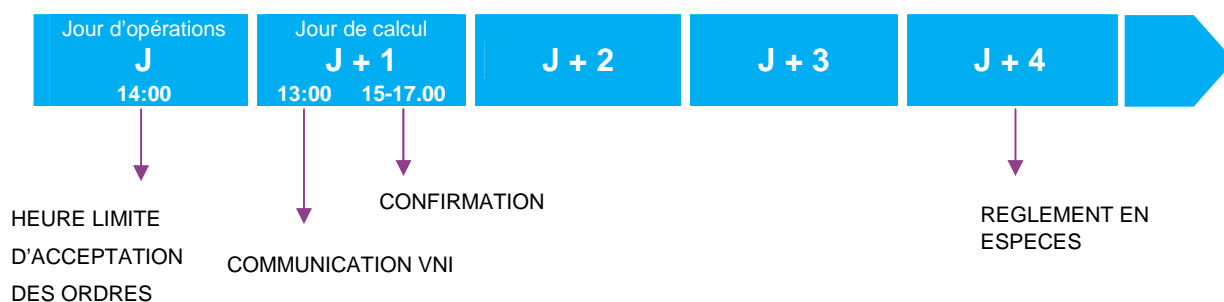 Jour d'opérations
J
14:00
Jour de calcul
J + 1
13:00 15-17.00
J + 2
J + 3
J + 4
HEURE LIMITE
D'ACCEPTATION
DES ORDRES
COMMUNICATION VNI
CONFIRMATION
REGLEMENT EN
ESPECES